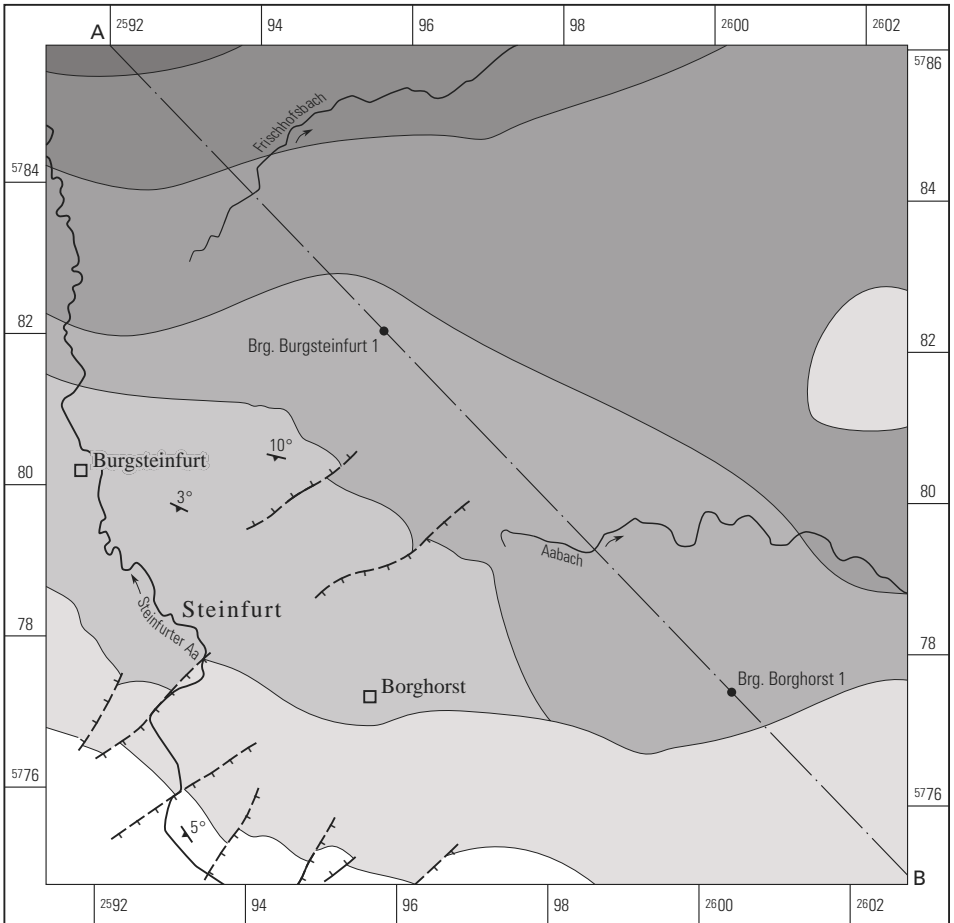 A
²⁵92
94
96
98
²⁶00
²⁶02
⁵⁷86
Frischhofsbach
⁵⁷84
84
82
82
Brg. Burgsteinfurt 1
10°
Burgsteinfurt
80
80
3°
Aabach
Steinfurt
Steinfurter Aa
78
78
Borghorst
Brg. Borghorst 1
⁵⁷76
⁵⁷76
5°
B
²⁵92
94
96
98
²⁶00
²⁶02